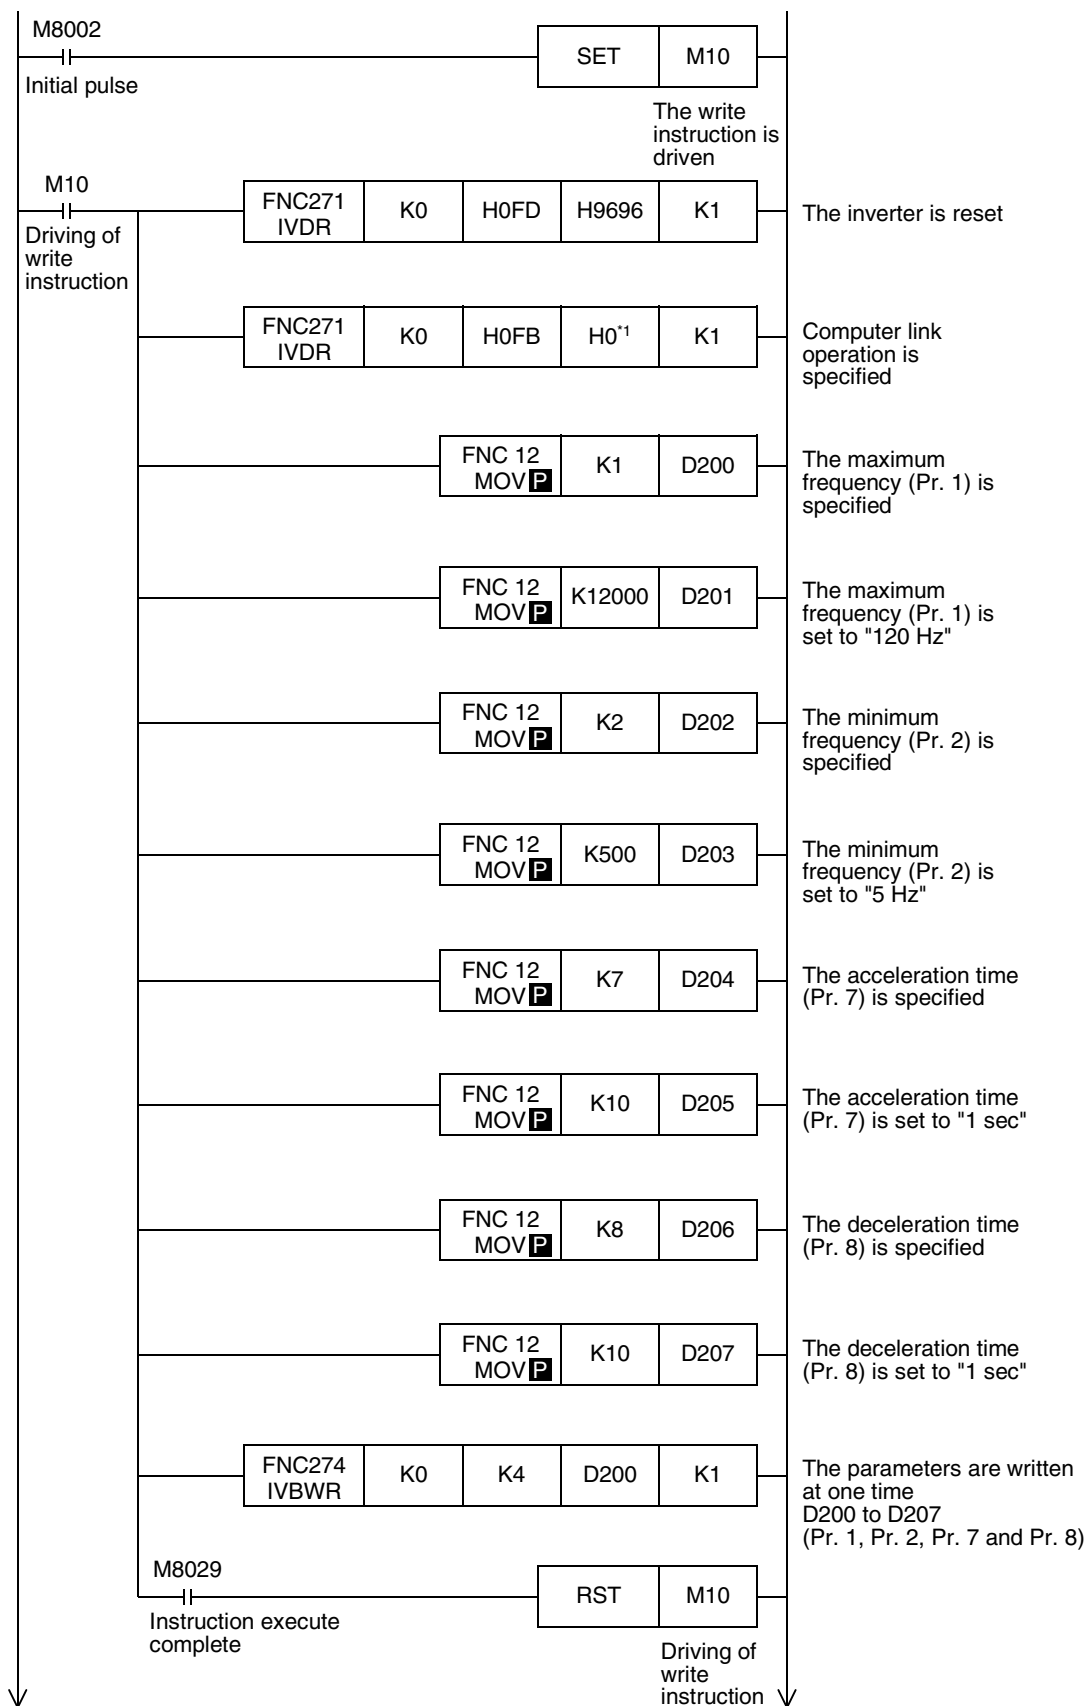 M8002
SET M10
Initial pulse
The write
instruction is
driven
M10
FNC271
IVDR K0 H0FD H9696 K1
The inverter is reset
Driving of
write
instruction
FNC271
IVDR K0 H0FB H0*1 K1
Computer link
operation is
specified
FNC 12
MOV P K1 D200
The maximum
frequency (Pr. 1) is
specified
FNC 12
MOV P K12000 D201
The maximum
frequency (Pr. 1) is
set to "120 Hz"
FNC 12
MOV P K2 D202
The minimum
frequency (Pr. 2) is
specified
FNC 12
MOV P K500 D203
The minimum
frequency (Pr. 2) is
set to "5 Hz"
FNC 12
MOV P K7 D204
The acceleration time
(Pr. 7) is specified
FNC 12
MOV P K10 D205
The acceleration time
(Pr. 7) is set to "1 sec"
FNC 12
MOV P K8 D206
The deceleration time
(Pr. 8) is specified
FNC 12
MOV P K10 D207
The deceleration time
(Pr. 8) is set to "1 sec"
FNC274
IVBWR K0 K4 D200 K1
The parameters are written
at one time
D200 to D207
(Pr. 1, Pr. 2, Pr. 7 and Pr. 8)
M8029
RST M10
Instruction execute
complete
Driving of
write
instruction